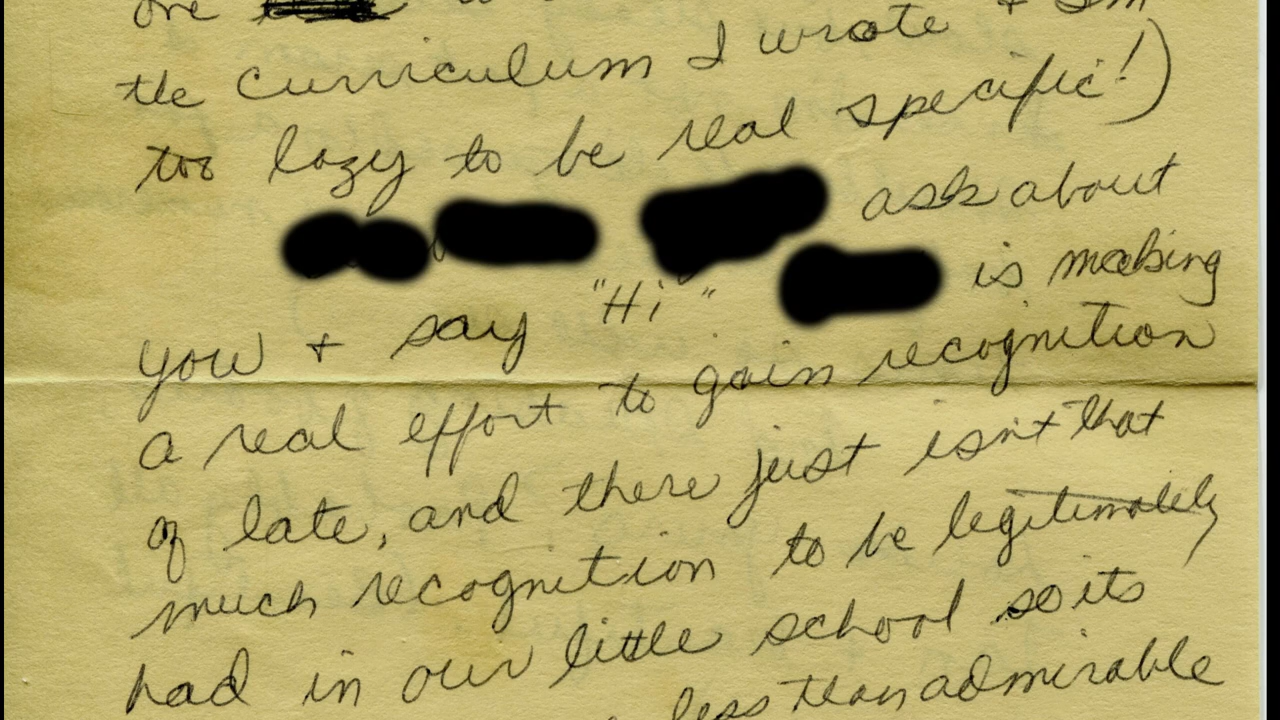 one
the curriculum I wrote & I'm
too lazy to be real specific!)
ask about
you + say "Hi" is making
a real effort to gain recognition
of late, and there just isn't that
much recognition to be legitimately
had in our little school so its
less than admirable